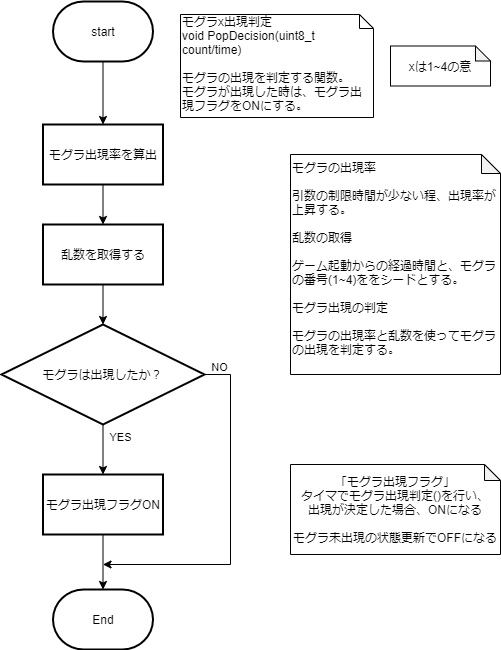 start
モグラx出現判定
void PopDecision(uint8_t
count/time)
モグラの出現を判定する関数。
モグラが出現した時は、モグラ出
現フラグをONにする。
xは1~4の意
モグラ出現率を算出
モグラの出現率
引数の制限時間が少ない程、出現率が
上昇する。
乱数の取得
ゲーム起動からの経過時間と、モグラ
の番号(1~4)ををシードとする。
モグラ出現の判定
モグラの出現率と乱数を使ってモグラ
の出現を判定する。
乱数を取得する
モグラは出現したか？
NO
YES
モグラ出現フラグON
「モグラ出現フラグ」
タイマでモグラ出現判定()を行い、
出現が決定した場合、ONになる
モグラ未出現の状態更新でOFFになる
End